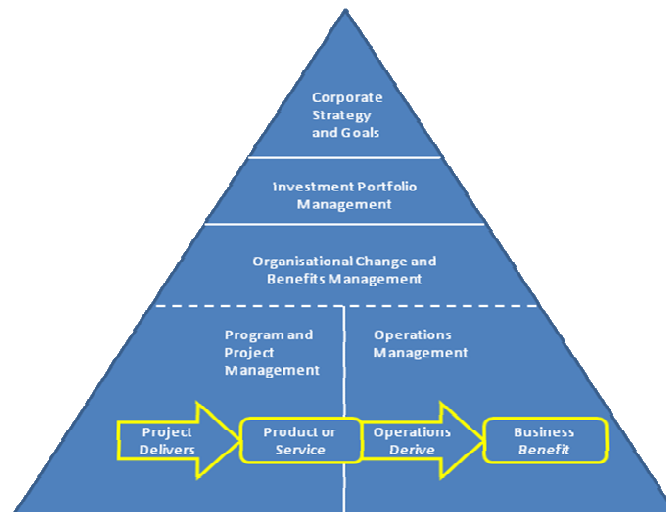 Corporate
Strategy
and Goals
Investment Portfolio
Management
Organisational Change and
Benefits Management
Program and
Project
Management
Operations
Management
Project
Delivers
Product or
Service
Operations
Derive
Business
Benefit